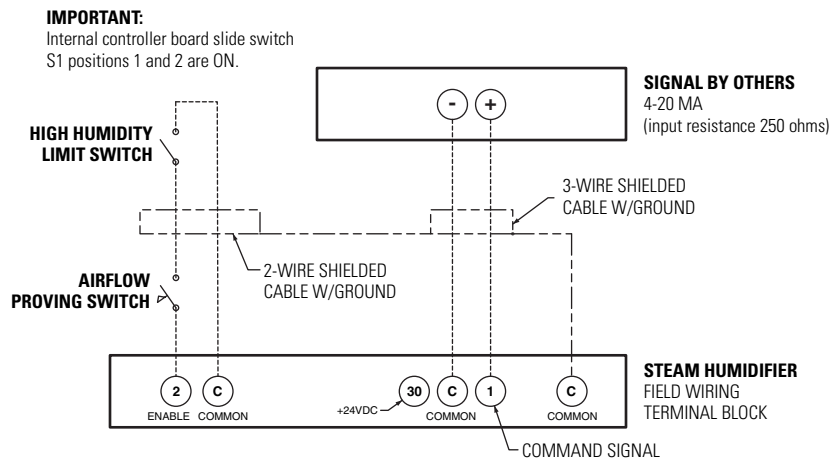 IMPORTANT:
Internal controller board slide switch
S1 positions 1 and 2 are ON.
- +
SIGNAL BY OTHERS
4-20 MA
(input resistance 250 ohms)
HIGH HUMIDITY
LIMIT SWITCH
3-WIRE SHIELDED
CABLE W/GROUND
2-WIRE SHIELDED
CABLE W/GROUND
AIRFLOW
PROVING SWITCH
STEAM HUMIDIFIER
FIELD WIRING
TERMINAL BLOCK
2 C 30 C 1 C
ENABLE COMMON +24VDC COMMON COMMON
COMMAND SIGNAL